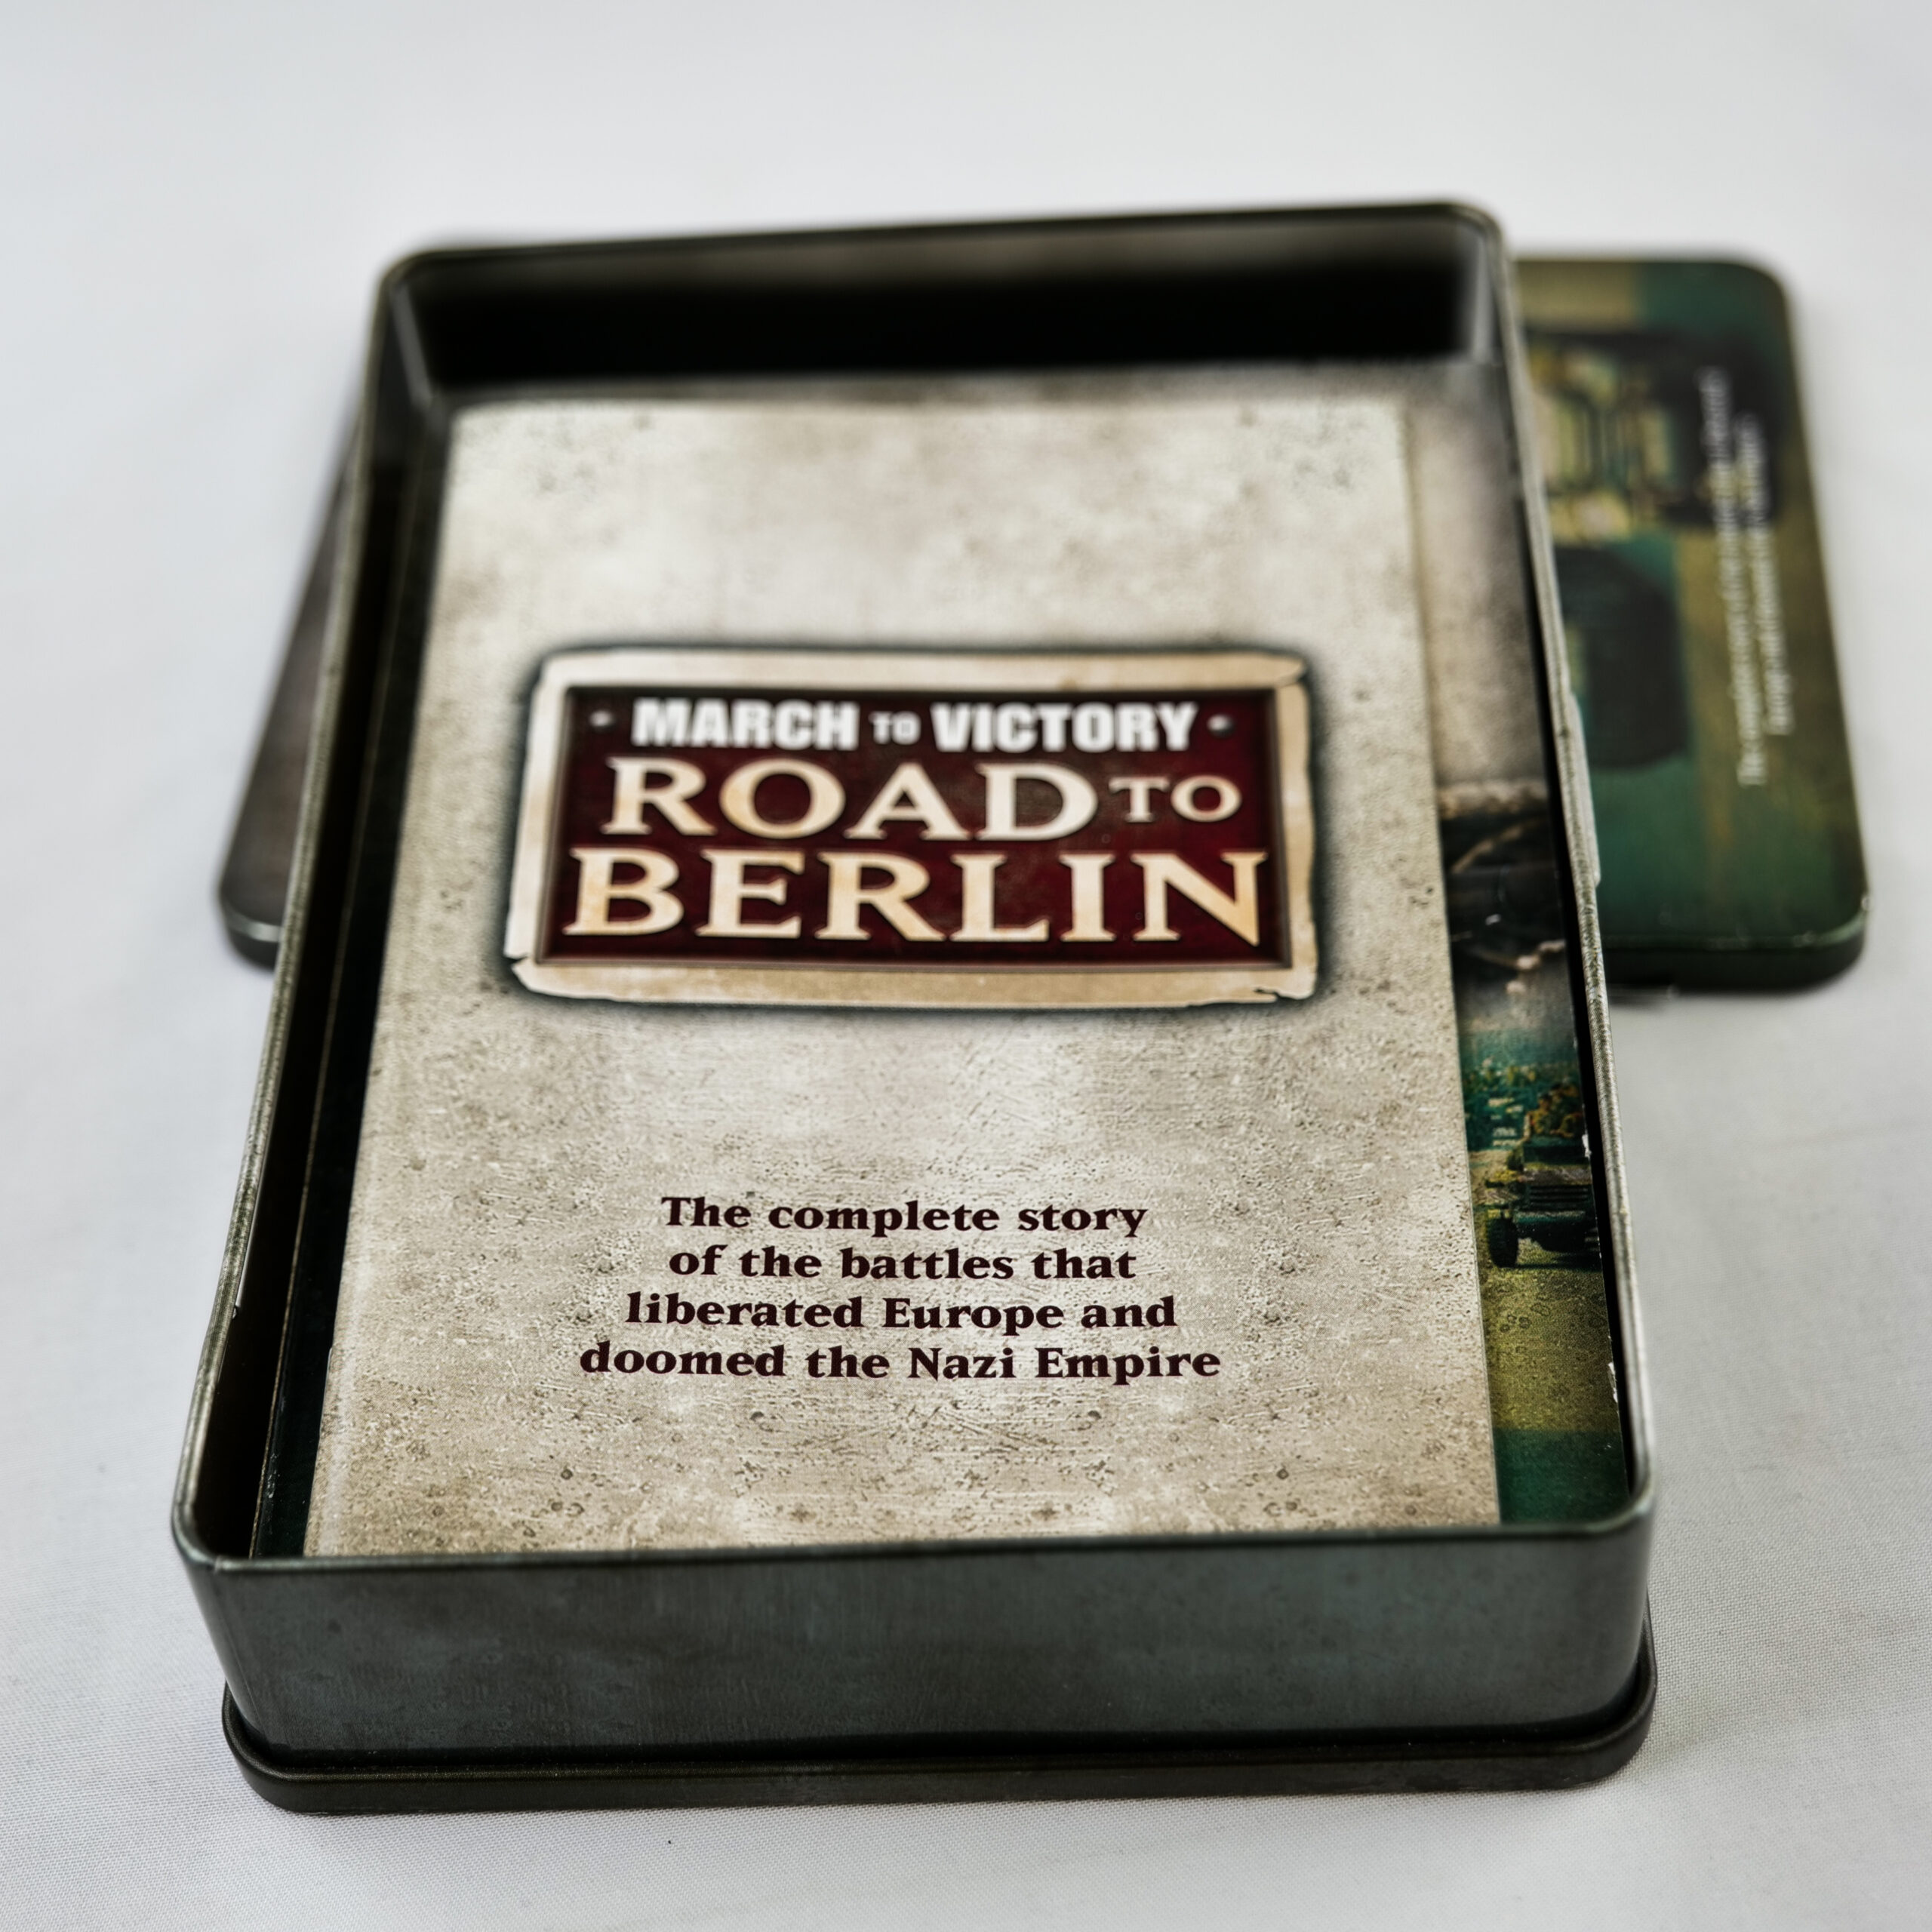 MARCH TO VICTORY
ROAD TO
BERLIN
The complete story
of the battles that
liberated Europe and
doomed the Nazi Empire